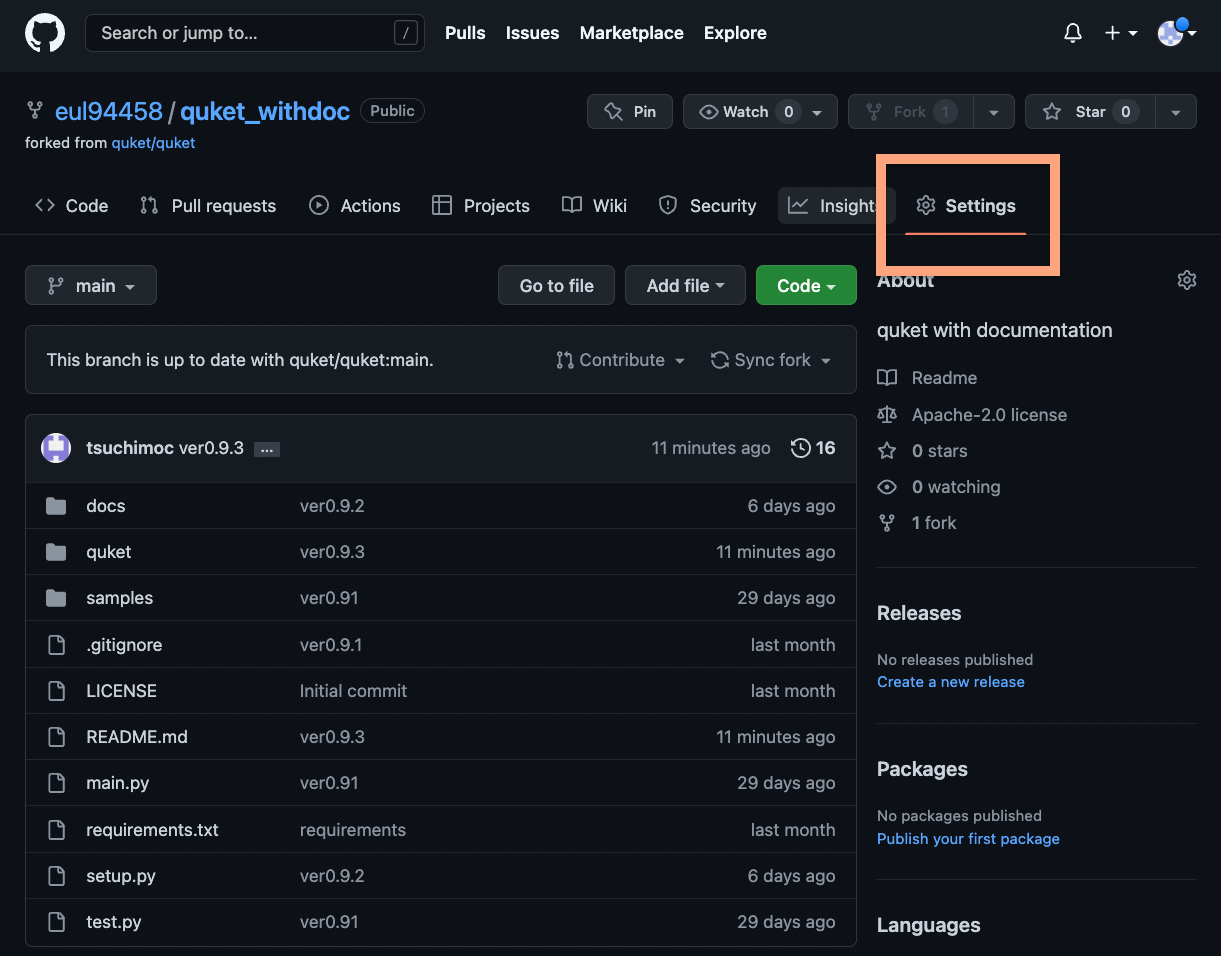 Search or jump to... / Pulls Issues Marketplace Explore
eul94458 / quket_withdoc Public Pin Watch 0 Fork 1 Star 0
forked from quket/quket
Code Pull requests Actions Projects Wiki Security Insights Settings
main Go to file Add file Code
About
quket with documentation
This branch is up to date with quket/quket:main. Contribute Sync fork
Readme
Apache-2.0 license
0 stars
0 watching
1 fork
tsuchimoc ver0.9.3 ... 11 minutes ago 16
docs ver0.9.2 6 days ago
quket ver0.9.3 11 minutes ago
samples ver0.91 29 days ago
.gitignore ver0.9.1 last month
LICENSE Initial commit last month
README.md ver0.9.3 11 minutes ago
main.py ver0.91 29 days ago
requirements.txt requirements last month
setup.py ver0.9.2 6 days ago
test.py ver0.91 29 days ago
Releases
No releases published
Create a new release
Packages
No packages published
Publish your first package
Languages